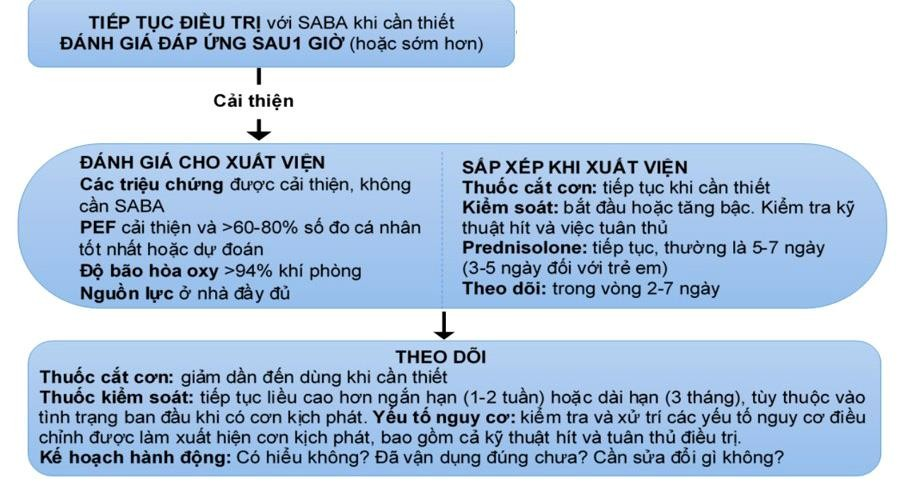 TIẾP TỤC ĐIỀU TRỊ với SABA khi cần thiết
ĐÁNH GIÁ ĐÁP ỨNG SAU1 GIỜ (hoặc sớm hơn)
Cải thiện
ĐÁNH GIÁ CHO XUẤT VIỆN
Các triệu chứng được cải thiện, không
cần SABA
PEF cải thiện và >60-80% số đo cá nhân
tốt nhất hoặc dự đoán
Độ bão hòa oxy >94% khí phòng
Nguồn lực ở nhà đầy đủ
SẮP XẾP KHI XUẤT VIỆN
Thuốc cắt cơn: tiếp tục khi cần thiết
Kiểm soát: bắt đầu hoặc tăng bậc. Kiểm tra kỹ
thuật hít và việc tuân thủ
Prednisolone: tiếp tục, thường là 5-7 ngày
(3-5 ngày đối với trẻ em)
Theo dõi: trong vòng 2-7 ngày
THEO DÕI
Thuốc cắt cơn: giảm dần đến dùng khi cần thiết
Thuốc kiểm soát: tiếp tục liều cao hơn ngắn hạn (1-2 tuần) hoặc dài hạn (3 tháng), tùy thuộc vào
tình trạng ban đầu khi có cơn kịch phát. Yếu tố nguy cơ: kiểm tra và xử trí các yếu tố nguy cơ điều
chỉnh được làm xuất hiện cơn kịch phát, bao gồm cả kỹ thuật hít và tuân thủ điều trị.
Kế hoạch hành động: Có hiểu không? Đã vận dụng đúng chưa? Cần sửa đổi gì không?